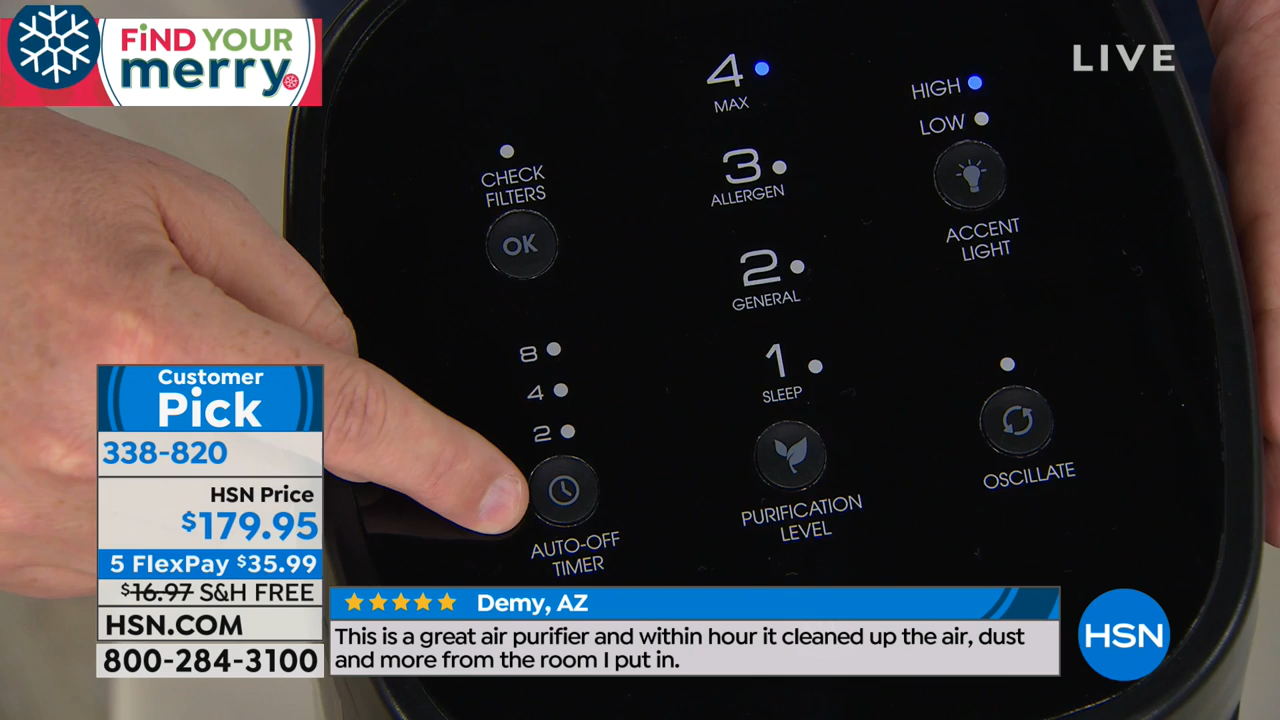 FiND YOUR
merry.
LIVE
4
MAX
HIGH
LOW
3
ALLERGEN
CHECK
FILTERS
OK
ACCENT
LIGHT
2
GENERAL
8
4
2
1
SLEEP
AUTO-OFF
TIMER
PURIFICATION
LEVEL
OSCILLATE
Customer
Pick
338-820
HSN Price
$179.95
5 FlexPay $35.99
$16.97 S&H FREE
HSN.COM
800-284-3100
Demy, AZ
This is a great air purifier and within hour it cleaned up the air, dust
and more from the room I put in.
HSN